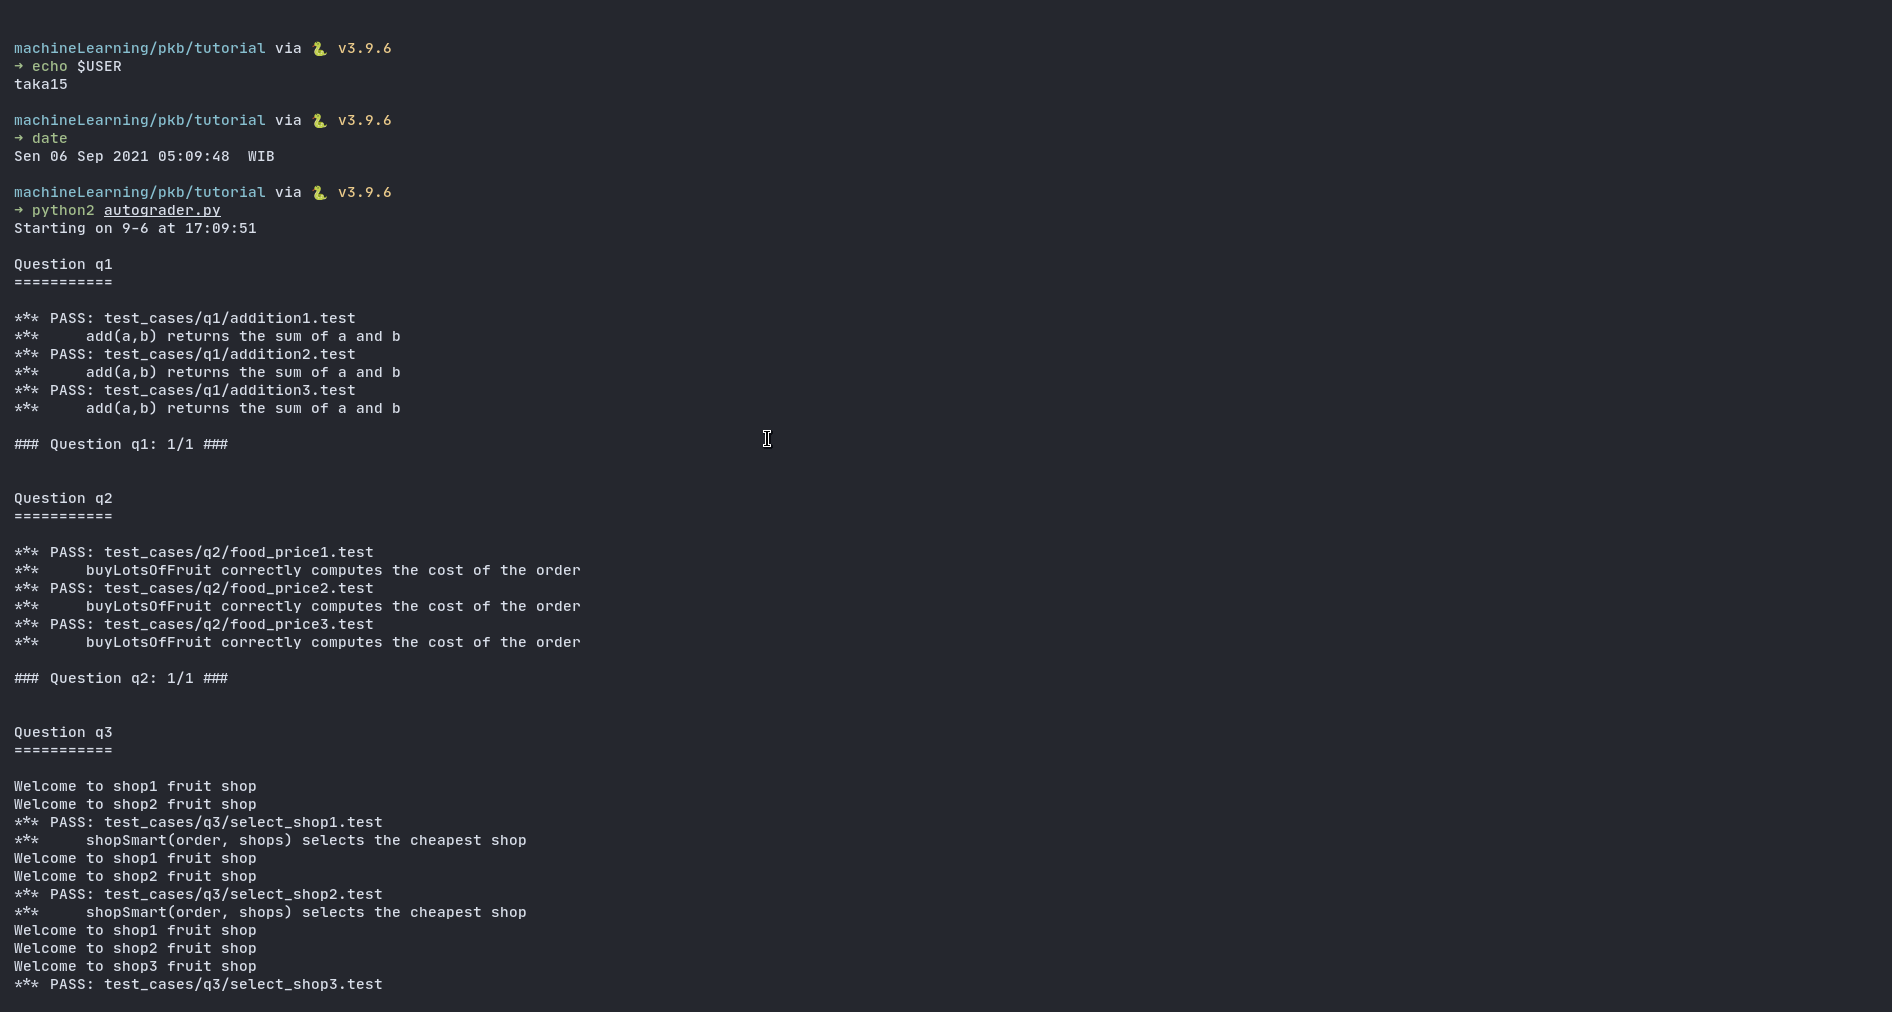 machineLearning/pkb/tutorial via 🐍 v3.9.6
→ echo $USER
taka15
machineLearning/pkb/tutorial via 🐍 v3.9.6
→ date
Sen 06 Sep 2021 05:09:48  WIB
machineLearning/pkb/tutorial via 🐍 v3.9.6
→ python2 autograder.py
Starting on 9-6 at 17:09:51
Question q1
===========
*** PASS: test_cases/q1/addition1.test
***     add(a,b) returns the sum of a and b
*** PASS: test_cases/q1/addition2.test
***     add(a,b) returns the sum of a and b
*** PASS: test_cases/q1/addition3.test
***     add(a,b) returns the sum of a and b
### Question q1: 1/1 ###
Question q2
===========
*** PASS: test_cases/q2/food_price1.test
***     buyLotsOfFruit correctly computes the cost of the order
*** PASS: test_cases/q2/food_price2.test
***     buyLotsOfFruit correctly computes the cost of the order
*** PASS: test_cases/q2/food_price3.test
***     buyLotsOfFruit correctly computes the cost of the order
### Question q2: 1/1 ###
Question q3
===========
Welcome to shop1 fruit shop
Welcome to shop2 fruit shop
*** PASS: test_cases/q3/select_shop1.test
***     shopSmart(order, shops) selects the cheapest shop
Welcome to shop1 fruit shop
Welcome to shop2 fruit shop
*** PASS: test_cases/q3/select_shop2.test
***     shopSmart(order, shops) selects the cheapest shop
Welcome to shop1 fruit shop
Welcome to shop2 fruit shop
Welcome to shop3 fruit shop
*** PASS: test_cases/q3/select_shop3.test